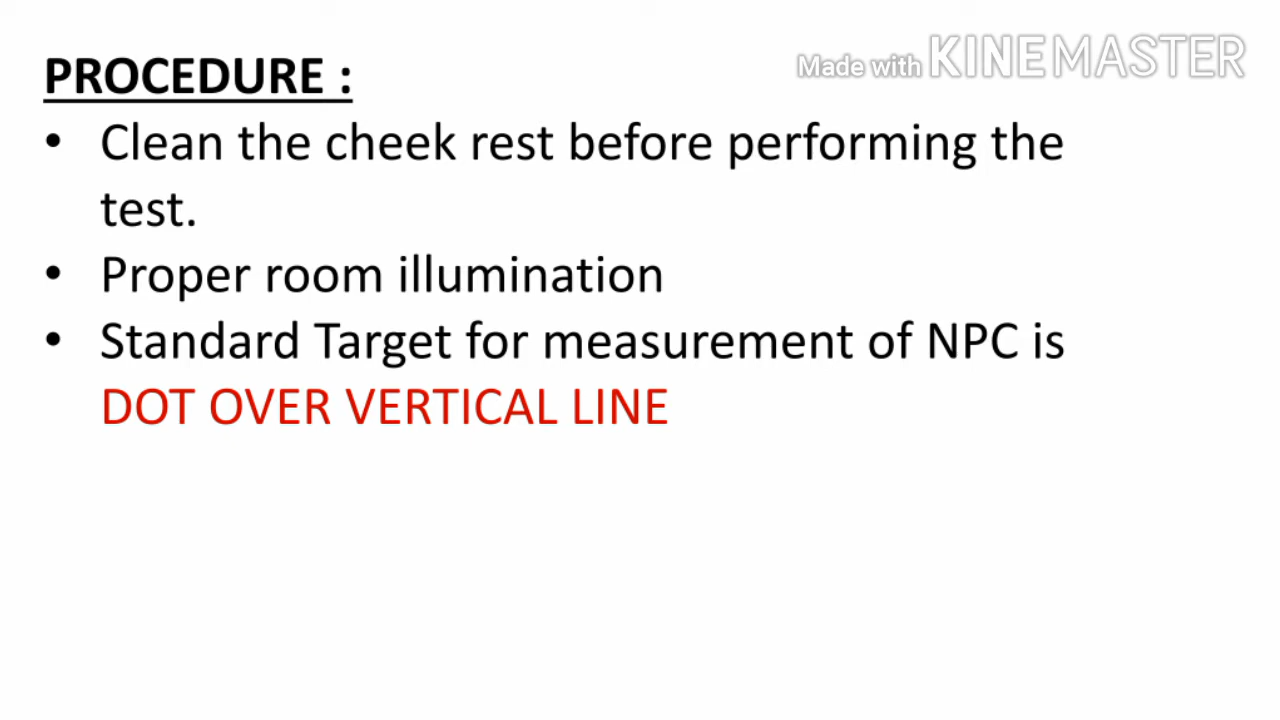 PROCEDURE :
Made with KINEMASTER
• Clean the cheek rest before performing the
test.
• Proper room illumination
• Standard Target for measurement of NPC is
DOT OVER VERTICAL LINE